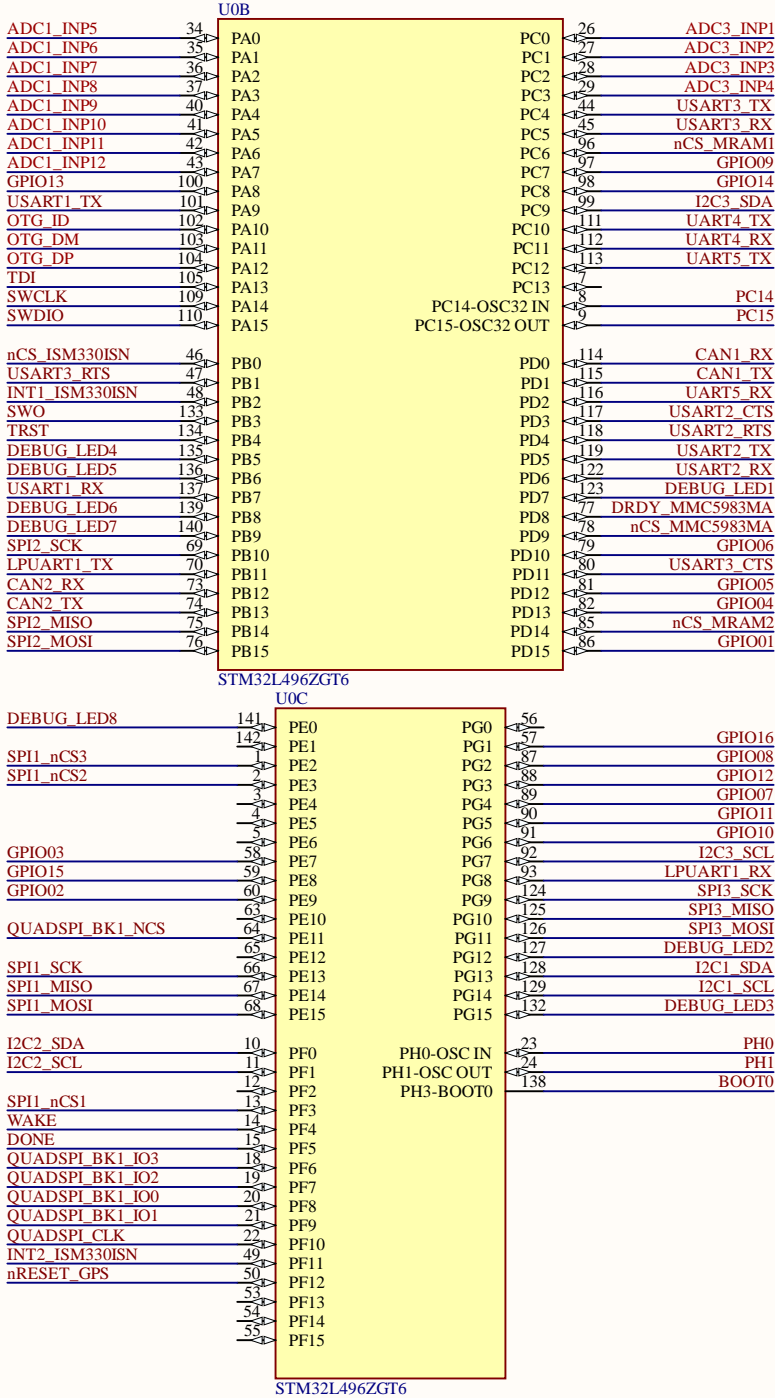 U0B
ADC1_INP5 34 PA0 PC0 26 ADC3_INP1
ADC1_INP6 35 PA1 PC1 27 ADC3_INP2
ADC1_INP7 36 PA2 PC2 28 ADC3_INP3
ADC1_INP8 37 PA3 PC3 29 ADC3_INP4
ADC1_INP9 40 PA4 PC4 44 USART3_TX
ADC1_INP10 41 PA5 PC5 45 USART3_RX
ADC1_INP11 42 PA6 PC6 96 nCS_MRAM1
ADC1_INP12 43 PA7 PC7 97 GPIO09
GPIO13 100 PA8 PC8 98 GPIO14
USART1_TX 101 PA9 PC9 99 I2C3_SDA
OTG_ID 102 PA10 PC10 111 UART4_TX
OTG_DM 103 PA11 PC11 112 UART4_RX
OTG_DP 104 PA12 PC12 113 UART5_TX
TDI 105 PA13 PC13 7
SWCLK 109 PA14 PC14-OSC32 IN 8 PC14
SWDIO 110 PA15 PC15-OSC32 OUT 9 PC15
nCS_ISM330ISN 46 PB0 PD0 114 CAN1_RX
USART3_RTS 47 PB1 PD1 115 CAN1_TX
INT1_ISM330ISN 48 PB2 PD2 116 UART5_RX
SWO 133 PB3 PD3 117 USART2_CTS
TRST 134 PB4 PD4 118 USART2_RTS
DEBUG_LED4 135 PB5 PD5 119 USART2_TX
DEBUG_LED5 136 PB6 PD6 122 USART2_RX
USART1_RX 137 PB7 PD7 123 DEBUG_LED1
DEBUG_LED6 139 PB8 PD8 77 DRDY_MMC5983MA
DEBUG_LED7 140 PB9 PD9 78 nCS_MMC5983MA
SPI2_SCK 69 PB10 PD10 79 GPIO06
LPUART1_TX 70 PB11 PD11 80 USART3_CTS
CAN2_RX 73 PB12 PD12 81 GPIO05
CAN2_TX 74 PB13 PD13 82 GPIO04
SPI2_MISO 75 PB14 PD14 85 nCS_MRAM2
SPI2_MOSI 76 PB15 PD15 86 GPIO01
STM32L496ZGT6
U0C
DEBUG_LED8 141 PE0 PG0 56
142 PE1 PG1 57 GPIO16
SPI1_nCS3 1 PE2 PG2 87 GPIO08
SPI1_nCS2 2 PE3 PG3 88 GPIO12
3 PE4 PG4 89 GPIO07
4 PE5 PG5 90 GPIO11
5 PE6 PG6 91 GPIO10
GPIO03 58 PE7 PG7 92 I2C3_SCL
GPIO15 59 PE8 PG8 93 LPUART1_RX
GPIO02 60 PE9 PG9 124 SPI3_SCK
63 PE10 PG10 125 SPI3_MISO
QUADSPI_BK1_NCS 64 PE11 PG11 126 SPI3_MOSI
65 PE12 PG12 127 DEBUG_LED2
SPI1_SCK 66 PE13 PG13 128 I2C1_SDA
SPI1_MISO 67 PE14 PG14 129 I2C1_SCL
SPI1_MOSI 68 PE15 PG15 132 DEBUG_LED3
I2C2_SDA 10 PF0 PH0-OSC IN 23 PH0
I2C2_SCL 11 PF1 PH1-OSC OUT 24 PH1
12 PF2 PH3-BOOT0 138 BOOT0
SPI1_nCS1 13 PF3
WAKE 14 PF4
DONE 15 PF5
QUADSPI_BK1_IO3 18 PF6
QUADSPI_BK1_IO2 19 PF7
QUADSPI_BK1_IO0 20 PF8
QUADSPI_BK1_IO1 21 PF9
QUADSPI_CLK 22 PF10
INT2_ISM330ISN 49 PF11
nRESET_GPS 50 PF12
53 PF13
54 PF14
55 PF15
STM32L496ZGT6